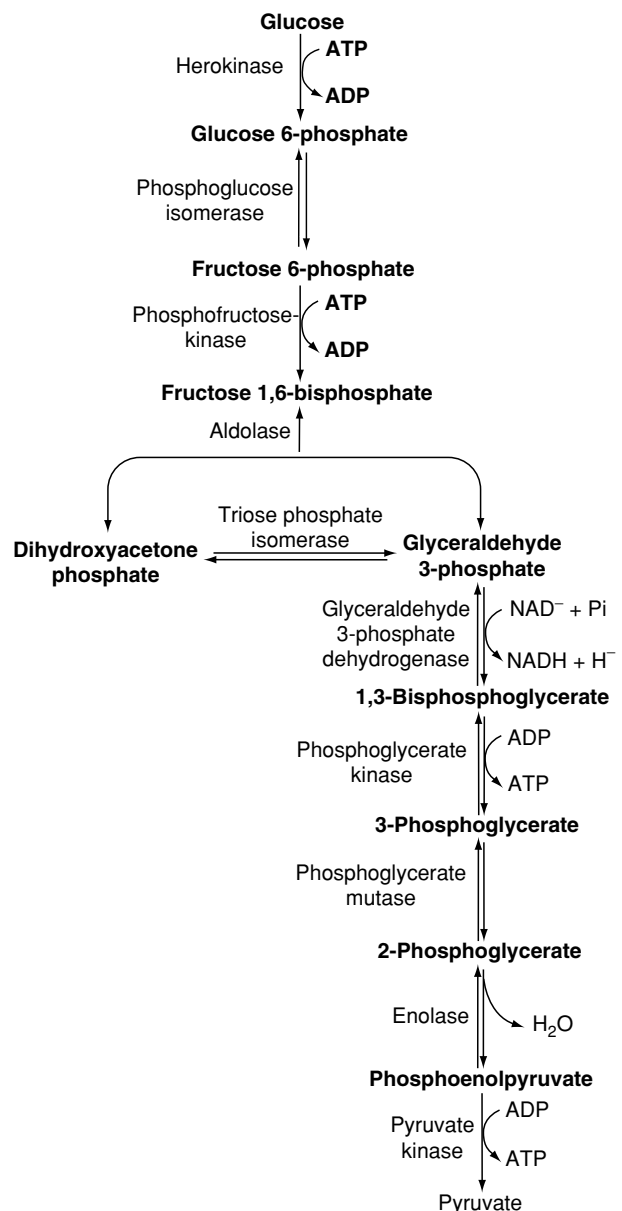 Glucose
ATP
Herokinase
ADP
Glucose 6-phosphate
Phosphoglucose
isomerase
Fructose 6-phosphate
ATP
Phosphofructose-
kinase
ADP
Fructose 1,6-bisphosphate
Aldolase
Triose phosphate
isomerase
Dihydroxyacetone
phosphate
Glyceraldehyde
3-phosphate
Glyceraldehyde
3-phosphate
dehydrogenase
NAD⁻ + Pi
NADH + H⁻
1,3-Bisphosphoglycerate
Phosphoglycerate
kinase
ADP
ATP
3-Phosphoglycerate
Phosphoglycerate
mutase
2-Phosphoglycerate
Enolase
H₂O
Phosphoenolpyruvate
Pyruvate
kinase
ADP
ATP
Pyruvate